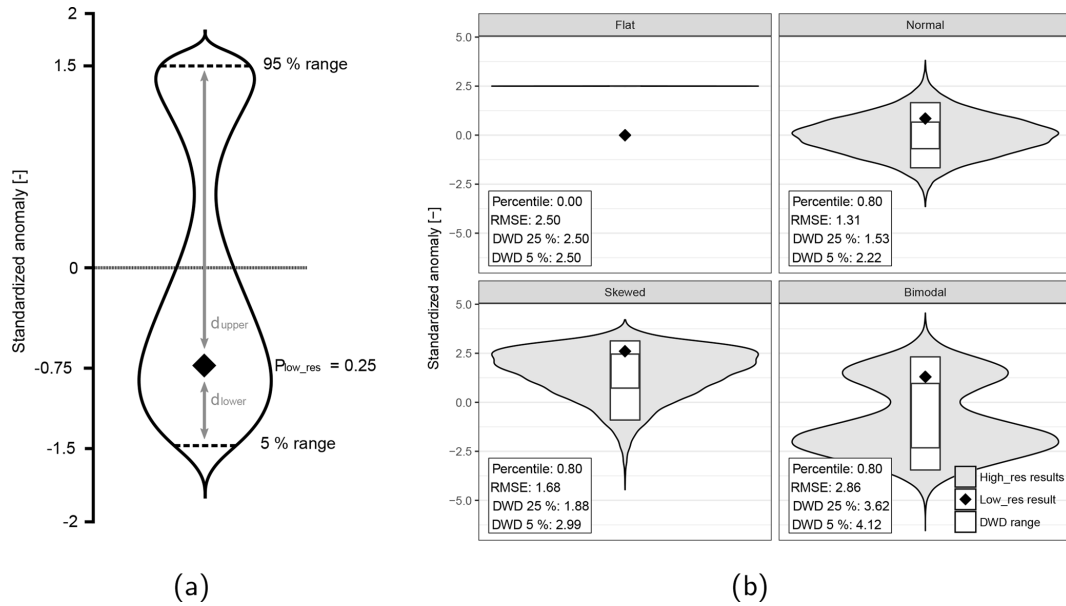 2
1.5
0
-0.75
-1.5
-2
Standardized anomaly [-]
95 % range
dupper
Plow_res = 0.25
dlower
5 % range
(a)
Flat
Normal
Standardized anomaly [−]
5.0
2.5
0.0
−2.5
−5.0
Percentile: 0.00
RMSE: 2.50
DWD 25 %: 2.50
DWD 5 %: 2.50
Percentile: 0.80
RMSE: 1.31
DWD 25 %: 1.53
DWD 5 %: 2.22
Skewed
Bimodal
5.0
2.5
0.0
−2.5
−5.0
Percentile: 0.80
RMSE: 1.68
DWD 25 %: 1.88
DWD 5 %: 2.99
Percentile: 0.80
RMSE: 2.86
DWD 25 %: 3.62
DWD 5 %: 4.12
High_res results
Low_res result
DWD range
(b)